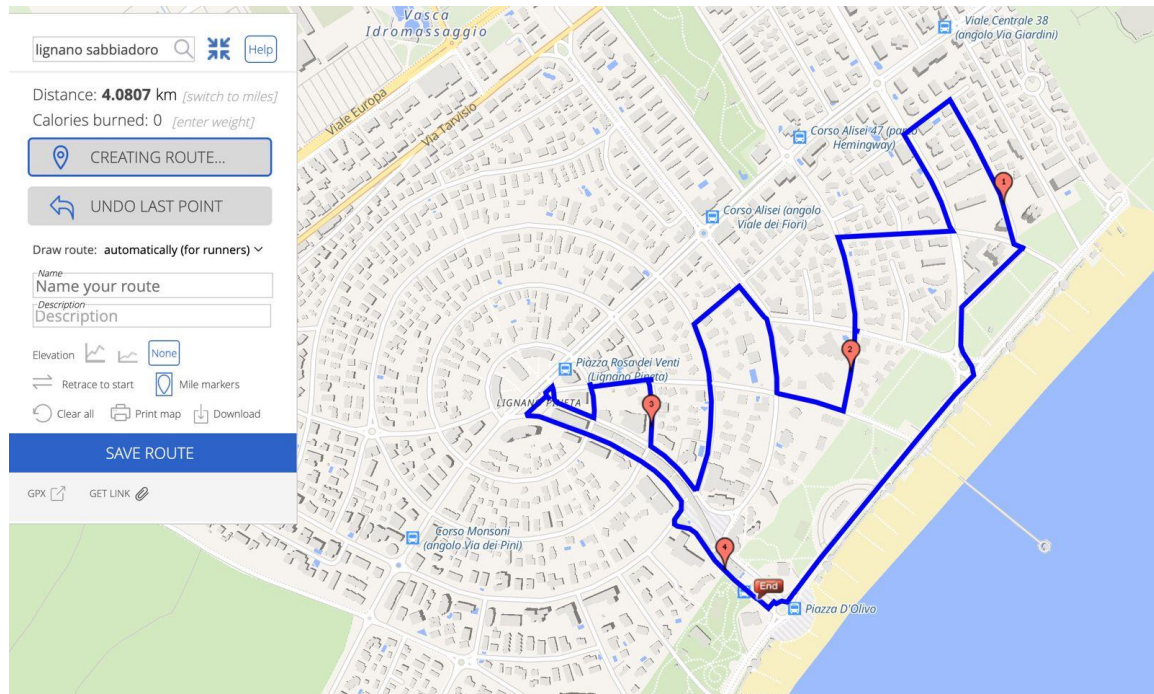 lignano sabbiadoro
Help
Distance: 4.0807 km [switch to miles]
Calories burned: 0 [enter weight]
CREATING ROUTE...
UNDO LAST POINT
Draw route: automatically (for runners)
Name
Name your route
Description
Description
Elevation
None
Retrace to start
Mile markers
Clear all
Print map
Download
SAVE ROUTE
GPX
GET LINK
Vasca
Idromassaggio
Viale Europa
Via Tarvisio
Viale Centrale 38
(angolo Via Giardini)
Corso Alisei 47 (parco
Hemingway)
Corso Alisei (angolo
Viale dei Fiori)
Piazza Rosa dei Venti
(Lignano Pineta)
LIGNANO PINETA
Corso Monsoni
(angolo Via dei Pini)
Piazza D'Olivo
1
2
3
4
End